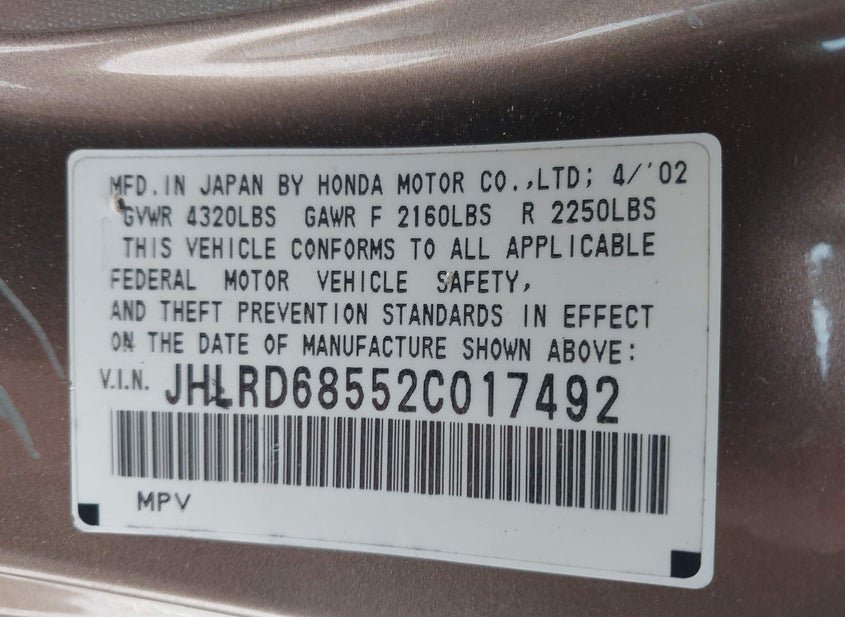 MFD.IN JAPAN BY HONDA MOTOR CO.,LTD; 4/'02
GVWR 4320LBS GAWR F 2160LBS R 2250LBS
THIS VEHICLE CONFORMS TO ALL APPLICABLE
FEDERAL MOTOR VEHICLE SAFETY,
AND THEFT PREVENTION STANDARDS IN EFFECT
ON THE DATE OF MANUFACTURE SHOWN ABOVE:
V.I.N. JHLRD68552C017492
MPV